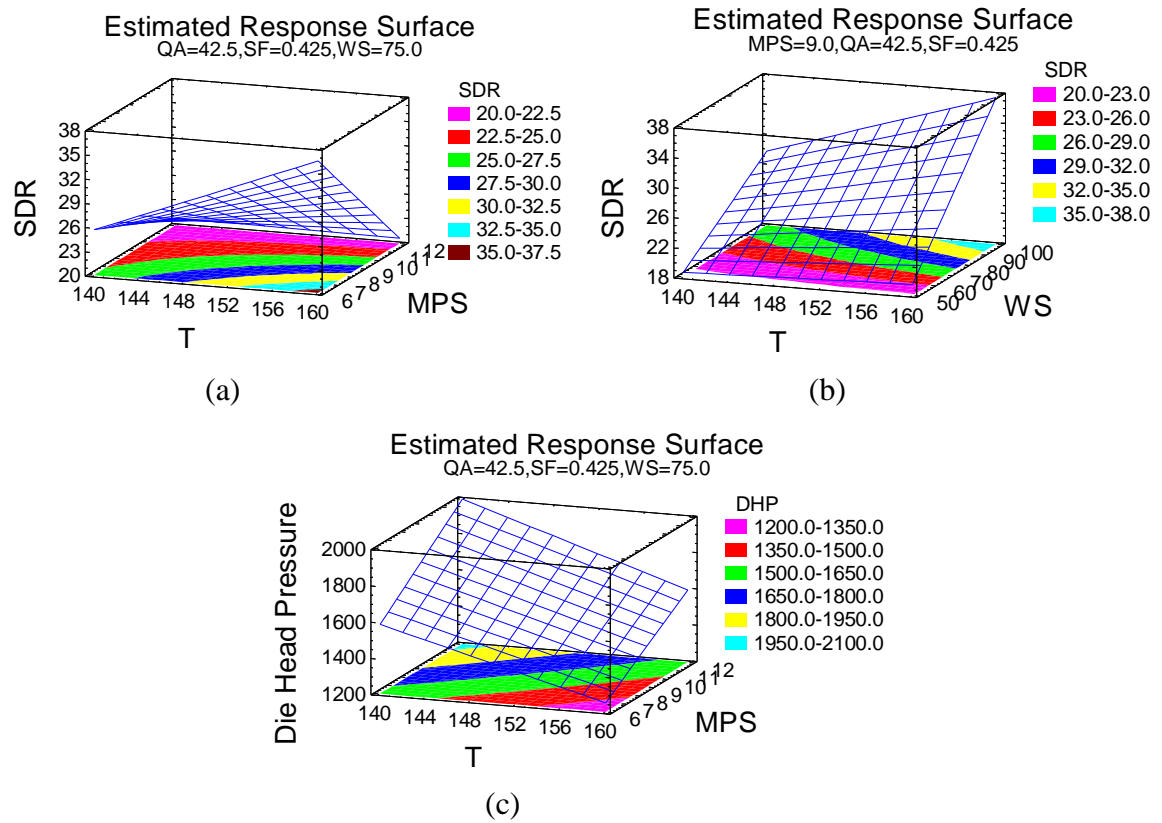 Estimated Response Surface
QA=42.5,SF=0.425,WS=75.0
SDR
20.0-22.5
22.5-25.0
25.0-27.5
27.5-30.0
30.0-32.5
32.5-35.0
35.0-37.5
SDR
38
35
32
29
26
23
20
140 144 148 152 156 160
T
6 7 8 9 10 11 12
MPS
(a)
Estimated Response Surface
MPS=9.0,QA=42.5,SF=0.425
SDR
20.0-23.0
23.0-26.0
26.0-29.0
29.0-32.0
32.0-35.0
35.0-38.0
SDR
38
34
30
26
22
18
140 144 148 152 156 160
T
50 60 70 80 90 100
WS
(b)
Estimated Response Surface
QA=42.5,SF=0.425,WS=75.0
DHP
1200.0-1350.0
1350.0-1500.0
1500.0-1650.0
1650.0-1800.0
1800.0-1950.0
1950.0-2100.0
Die Head Pressure
2000
1800
1600
1400
1200
140 144 148 152 156 160
T
6 7 8 9 10 11 12
MPS
(c)